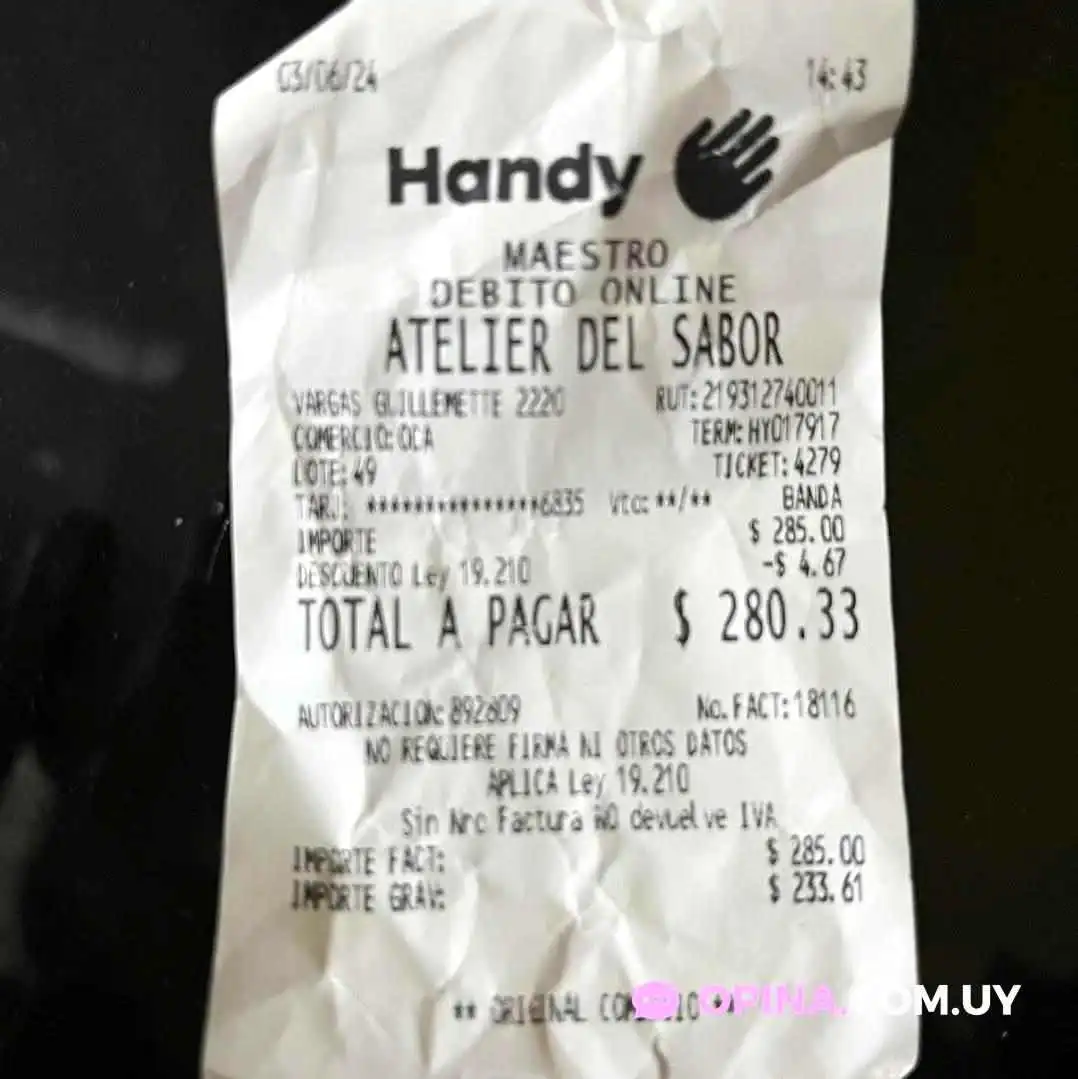 03/06/24 14:43
Handy
MAESTRO
DEBITO ONLINE
ATELIER DEL SABOR
VARGAS GUILLEMETTE 2220 RUT:219312740011
COMERCIO:OCA TERM:HY017917
LOTE:49 TICKET:4279
TARJ: ***************6835 Vto: **/** BANDA
IMPORTE $ 285.00
DESCUENTO Ley 19.210 -$ 4.67
TOTAL A PAGAR $ 280.33
AUTORIZACION: 892609 No. FACT:18116
NO REQUIERE FIRMA NI OTROS DATOS
APLICA Ley 19.210
Sin Nro Factura NO devuelve IVA
IMPORTE FACT: $ 285.00
IMPORTE GRAV: $ 233.61
** ORIGINAL **
OPINA.COM.UY